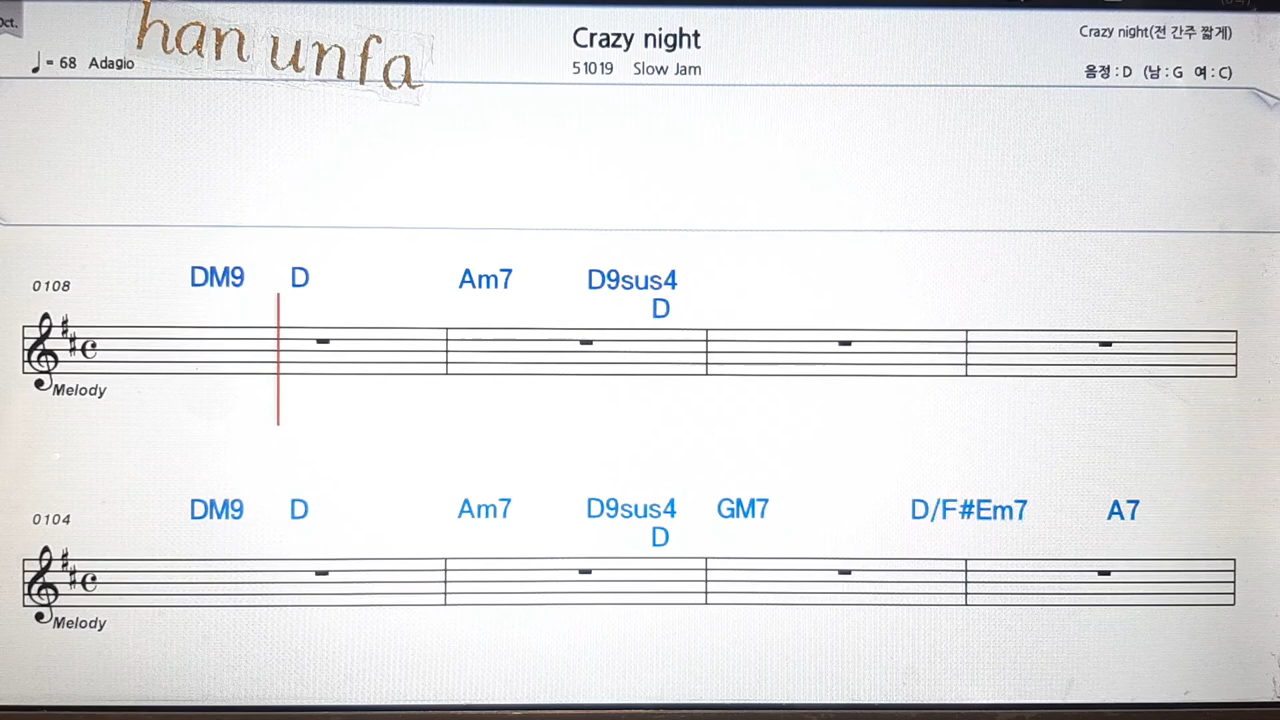 Oct.
han unfa
Crazy night
Crazy night(전 간주 짧게)
= 68 Adagio
51019 Slow Jam
음정 : D (남 : G 여 : C)
DM9 D Am7 D9sus4
D
0108
Melody
DM9 D Am7 D9sus4 GM7 D/F#Em7 A7
D
0104
Melody